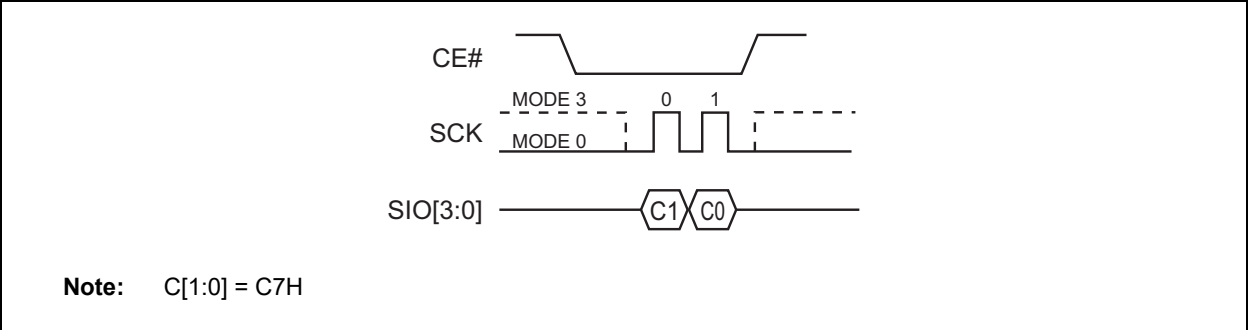 CE#
MODE 3 0 1
SCK
MODE 0
SIO[3:0] C1 C0
Note: C[1:0] = C7H